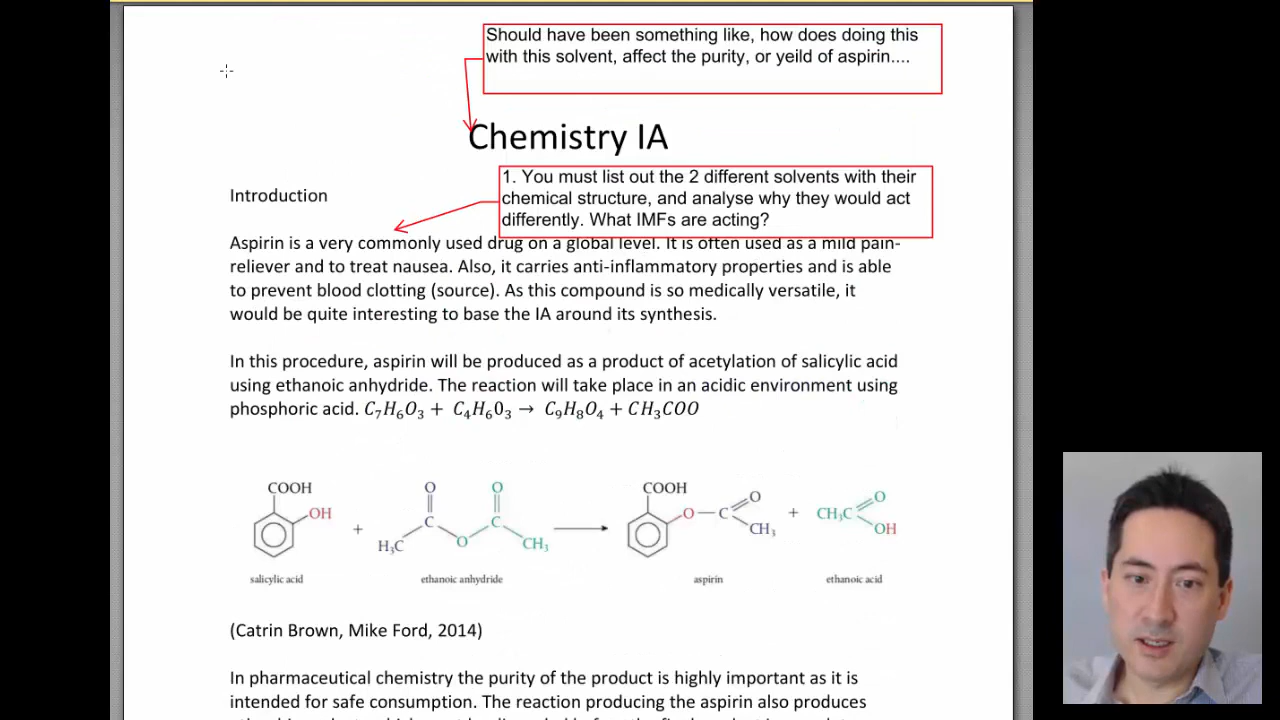 Should have been something like, how does doing this
with this solvent, affect the purity, or yeild of aspirin....
Chemistry IA
1. You must list out the 2 different solvents with their
chemical structure, and analyse why they would act
differently. What IMFs are acting?
Introduction
Aspirin is a very commonly used drug on a global level. It is often used as a mild pain-
reliever and to treat nausea. Also, it carries anti-inflammatory properties and is able
to prevent blood clotting (source). As this compound is so medically versatile, it
would be quite interesting to base the IA around its synthesis.
In this procedure, aspirin will be produced as a product of acetylation of salicylic acid
using ethanoic anhydride. The reaction will take place in an acidic environment using
phosphoric acid. C₇H₆O₃ + C₄H₆0₃ → C₉H₈O₄ + CH₃COO
COOH
OH
+
O
O
C
C
H₃C
O
CH₃
COOH
O
C
O
CH₃
+
CH₃C
O
OH
salicylic acid
ethanoic anhydride
aspirin
ethanoic acid
(Catrin Brown, Mike Ford, 2014)
In pharmaceutical chemistry the purity of the product is highly important as it is
intended for safe consumption. The reaction producing the aspirin also produces